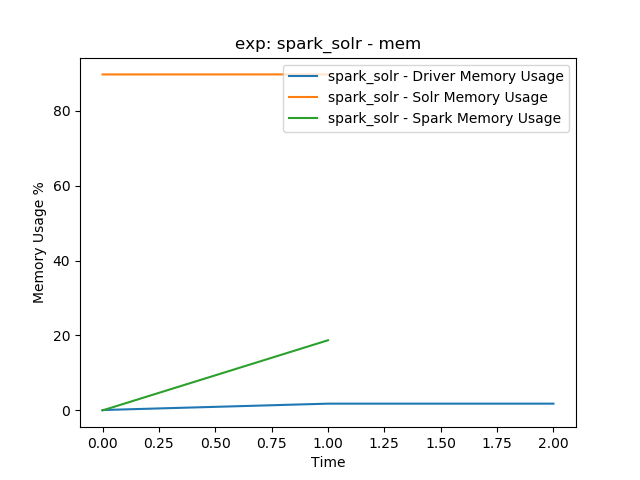 exp: spark_solr - mem
spark_solr - Driver Memory Usage
spark_solr - Solr Memory Usage
spark_solr - Spark Memory Usage
Memory Usage %
80
60
40
20
0
0.00 0.25 0.50 0.75 1.00 1.25 1.50 1.75 2.00
Time